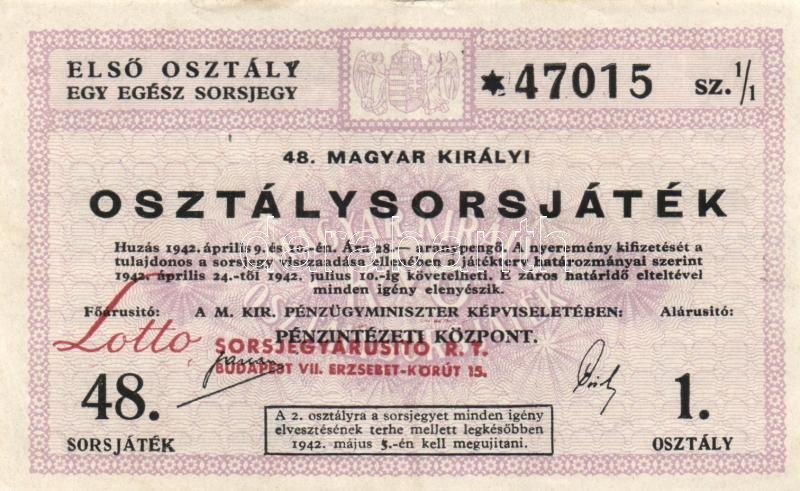 ELSŐ OSZTÁLY
EGY EGÉSZ SORSJEGY
*47015 SZ. 1/1
48. MAGYAR KIRÁLYI
OSZTÁLYSORSJÁTÉK
Huzás 1942. április 9. és 10.-én. Ára 28.— aranypengő. A nyeremény kifizetését a
tulajdonos a sorsjegy visszaadása ellenében a játékterv határozmányai szerint
1942. április 24.-től 1942. julius 10.-ig követelheti. E záros határidő elteltével
minden igény elenyészik.
Főárusitó: A M. KIR. PÉNZÜGYMINISZTER KÉPVISELETÉBEN: Alárusitó:
PÉNZINTÉZETI KÖZPONT.
Lotto
SORSJEGYÁRUSITÓ R. T.
BUDAPEST VII. ERZSEBET-KÖRÚT 15.
48.
SORSJÁTÉK
A 2. osztályra a sorsjegyet minden igény
elvesztésének terhe mellett legkésőbben
1942. május 5.-én kell megujitani.
1.
OSZTÁLY